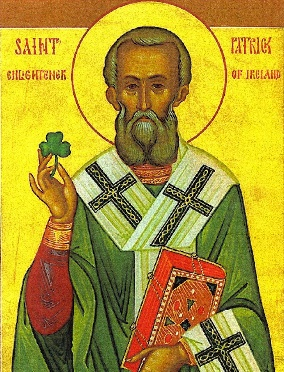 SAINT PATRICK
ENLIGHTENER OF IRELAND